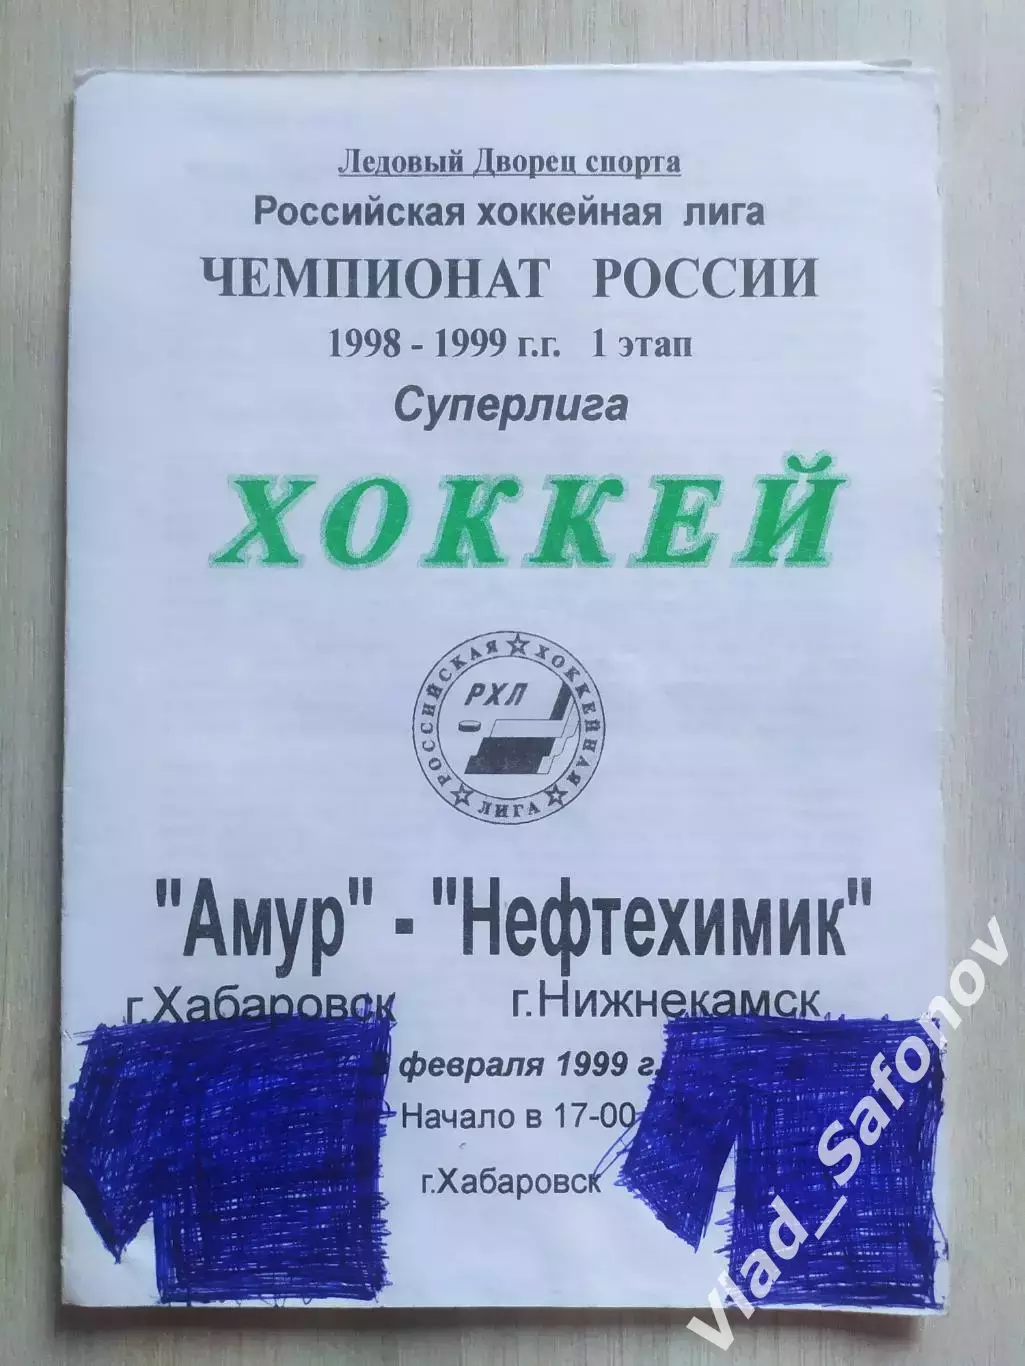 Ледовый Дворец спорта
Российская хоккейная лига
ЧЕМПИОНАТ РОССИИ
1998 - 1999 г.г. 1 этап
Суперлига
ХОККЕЙ
РОССИЙСКАЯ ХОККЕЙНАЯ ЛИГА
РХЛ
"Амур" - "Нефтехимик"
г.Хабаровск г.Нижнекамск
февраля 1999 г.
Начало в 17-00
г.Хабаровск
Vlad_Safonov